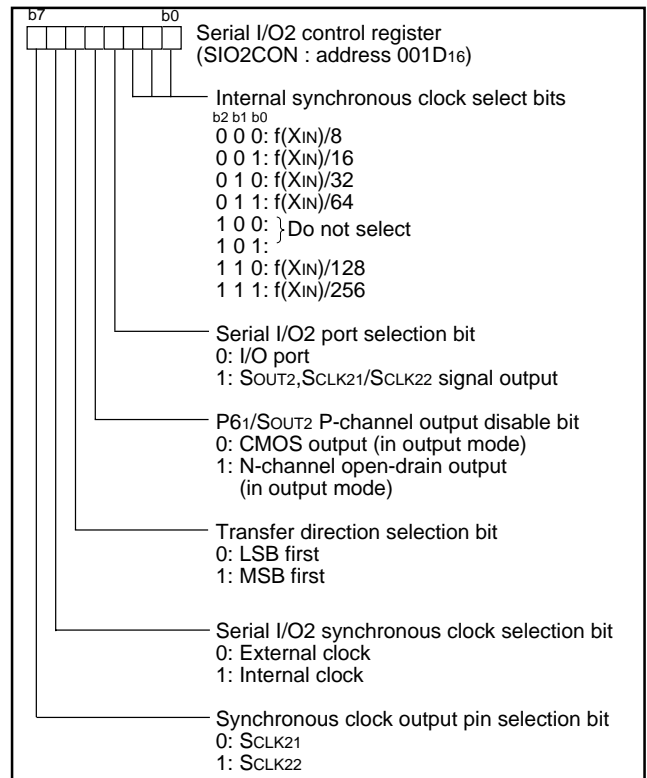 b7 b0
Serial I/O2 control register
(SIO2CON : address 001D16)
Internal synchronous clock select bits
b2 b1 b0
0 0 0: f(XIN)/8
0 0 1: f(XIN)/16
0 1 0: f(XIN)/32
0 1 1: f(XIN)/64
1 0 0:
1 0 1:
} Do not select
1 1 0: f(XIN)/128
1 1 1: f(XIN)/256
Serial I/O2 port selection bit
0: I/O port
1: SOUT2,SCLK21/SCLK22 signal output
P61/SOUT2 P-channel output disable bit
0: CMOS output (in output mode)
1: N-channel open-drain output
(in output mode)
Transfer direction selection bit
0: LSB first
1: MSB first
Serial I/O2 synchronous clock selection bit
0: External clock
1: Internal clock
Synchronous clock output pin selection bit
0: SCLK21
1: SCLK22